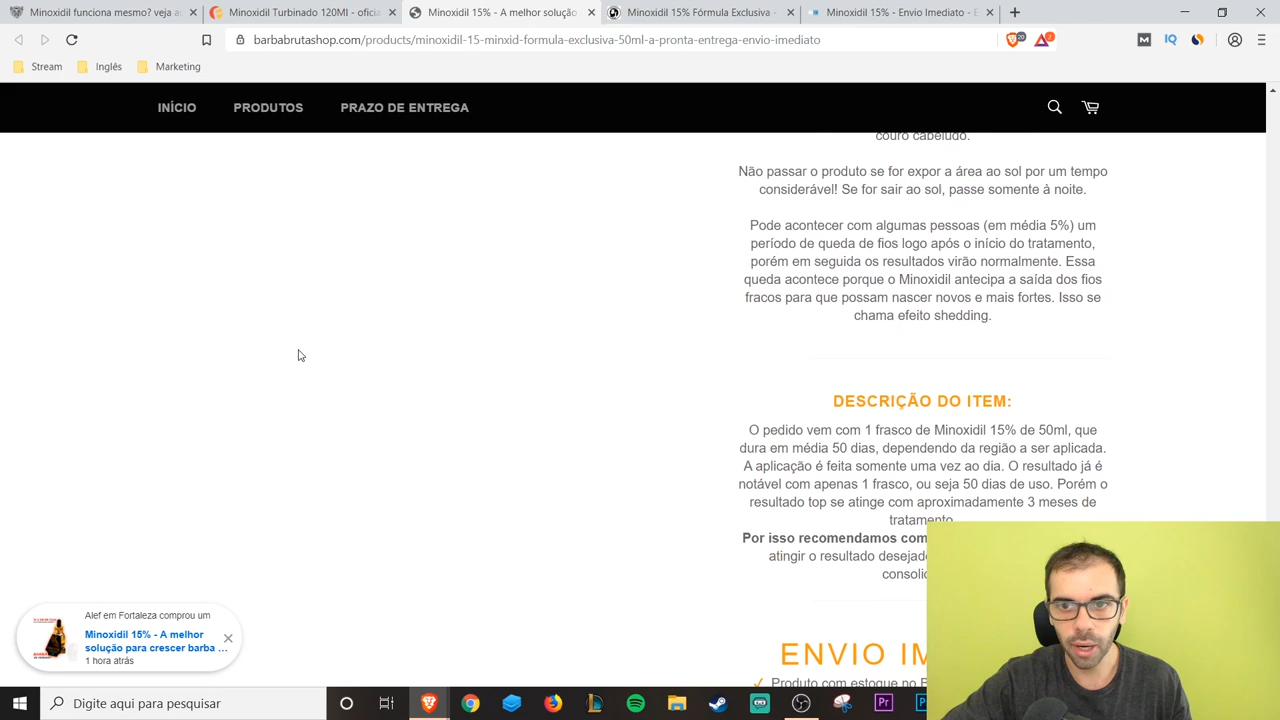 Minoxidil funciona mesmo? veja a
Minoxidil Turbinado 120Ml - oficia
Minoxidil 15% - A melhor solução
Minoxidil 15% Fórmula Exclusiva -
Minoxidil 15% - Envio Imediato - E
barbabrutashop.com/products/minoxidil-15-minxid-formula-exclusiva-50ml-a-pronta-entrega-envio-imediato
Stream
Inglês
Marketing
INÍCIO
PRODUTOS
PRAZO DE ENTREGA
couro cabeludo.
Não passar o produto se for expor a área ao sol por um tempo
considerável! Se for sair ao sol, passe somente à noite.
Pode acontecer com algumas pessoas (em média 5%) um
período de queda de fios logo após o início do tratamento,
porém em seguida os resultados virão normalmente. Essa
queda acontece porque o Minoxidil antecipa a saída dos fios
fracos para que possam nascer novos e mais fortes. Isso se
chama efeito shedding.
DESCRIÇÃO DO ITEM:
O pedido vem com 1 frasco de Minoxidil 15% de 50ml, que
dura em média 50 dias, dependendo da região a ser aplicada.
A aplicação é feita somente uma vez ao dia. O resultado já é
notável com apenas 1 frasco, ou seja 50 dias de uso. Porém o
resultado top se atinge com aproximadamente 3 meses de
tratamento.
Por isso recomendamos com
atingir o resultado desejad
consolid
ENVIO IM
Produto com estoque no
Alef em Fortaleza comprou um
Minoxidil 15% - A melhor
solução para crescer barba ...
1 hora atrás
Digite aqui para pesquisar